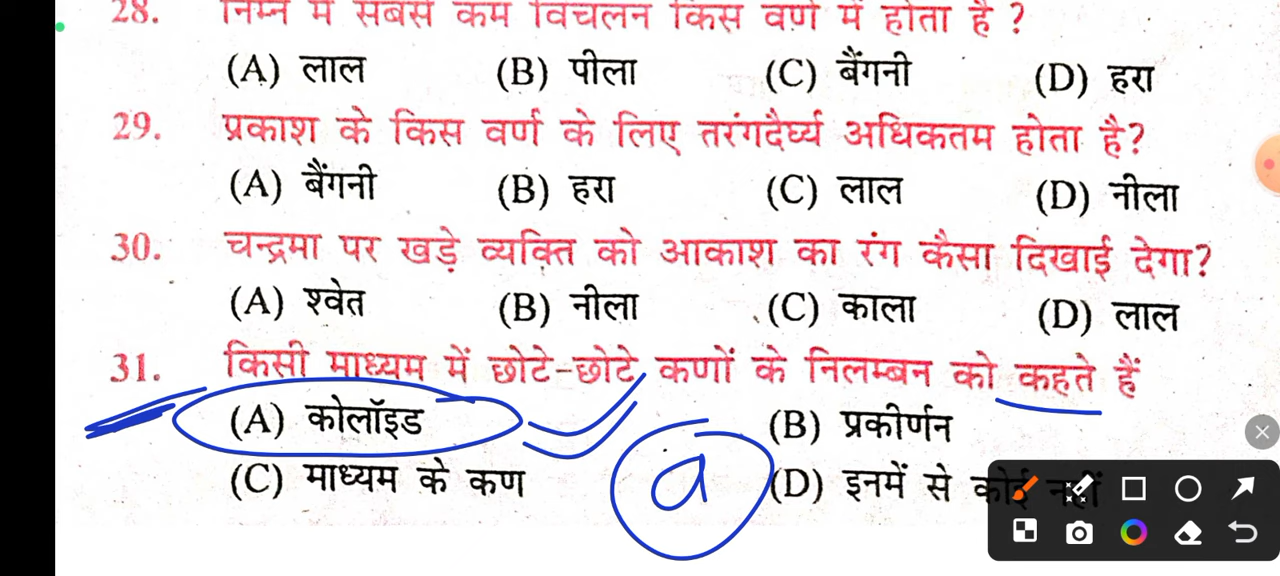 28. निम्न में सबसे कम विचलन किस वर्ण में होता है ?
(A) लाल (B) पीला (C) बैंगनी (D) हरा
29. प्रकाश के किस वर्ण के लिए तरंगदैर्घ्य अधिकतम होता है?
(A) बैंगनी (B) हरा (C) लाल (D) नीला
30. चन्द्रमा पर खड़े व्यक्ति को आकाश का रंग कैसा दिखाई देगा?
(A) श्वेत (B) नीला (C) काला (D) लाल
31. किसी माध्यम में छोटे-छोटे कणों के निलम्बन को कहते हैं
(A) कोलॉइड (B) प्रकीर्णन
(C) माध्यम के कण (D) इनमें से कोई नहीं
a